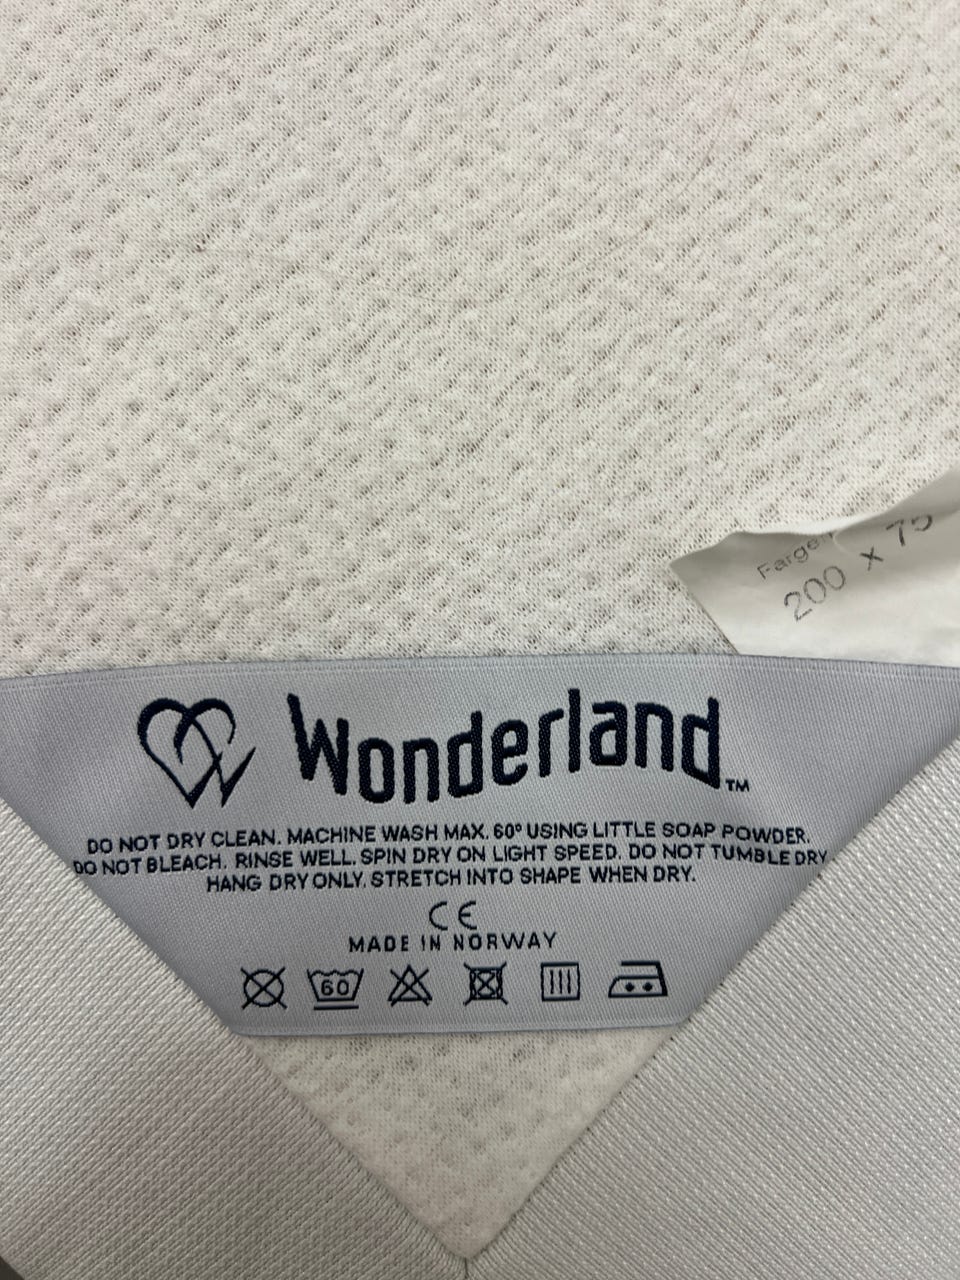 Farge
200 x 75
Wonderland™
DO NOT DRY CLEAN. MACHINE WASH MAX. 60° USING LITTLE SOAP POWDER.
DO NOT BLEACH. RINSE WELL. SPIN DRY ON LIGHT SPEED. DO NOT TUMBLE DRY.
HANG DRY ONLY. STRETCH INTO SHAPE WHEN DRY.
CE
MADE IN NORWAY
60